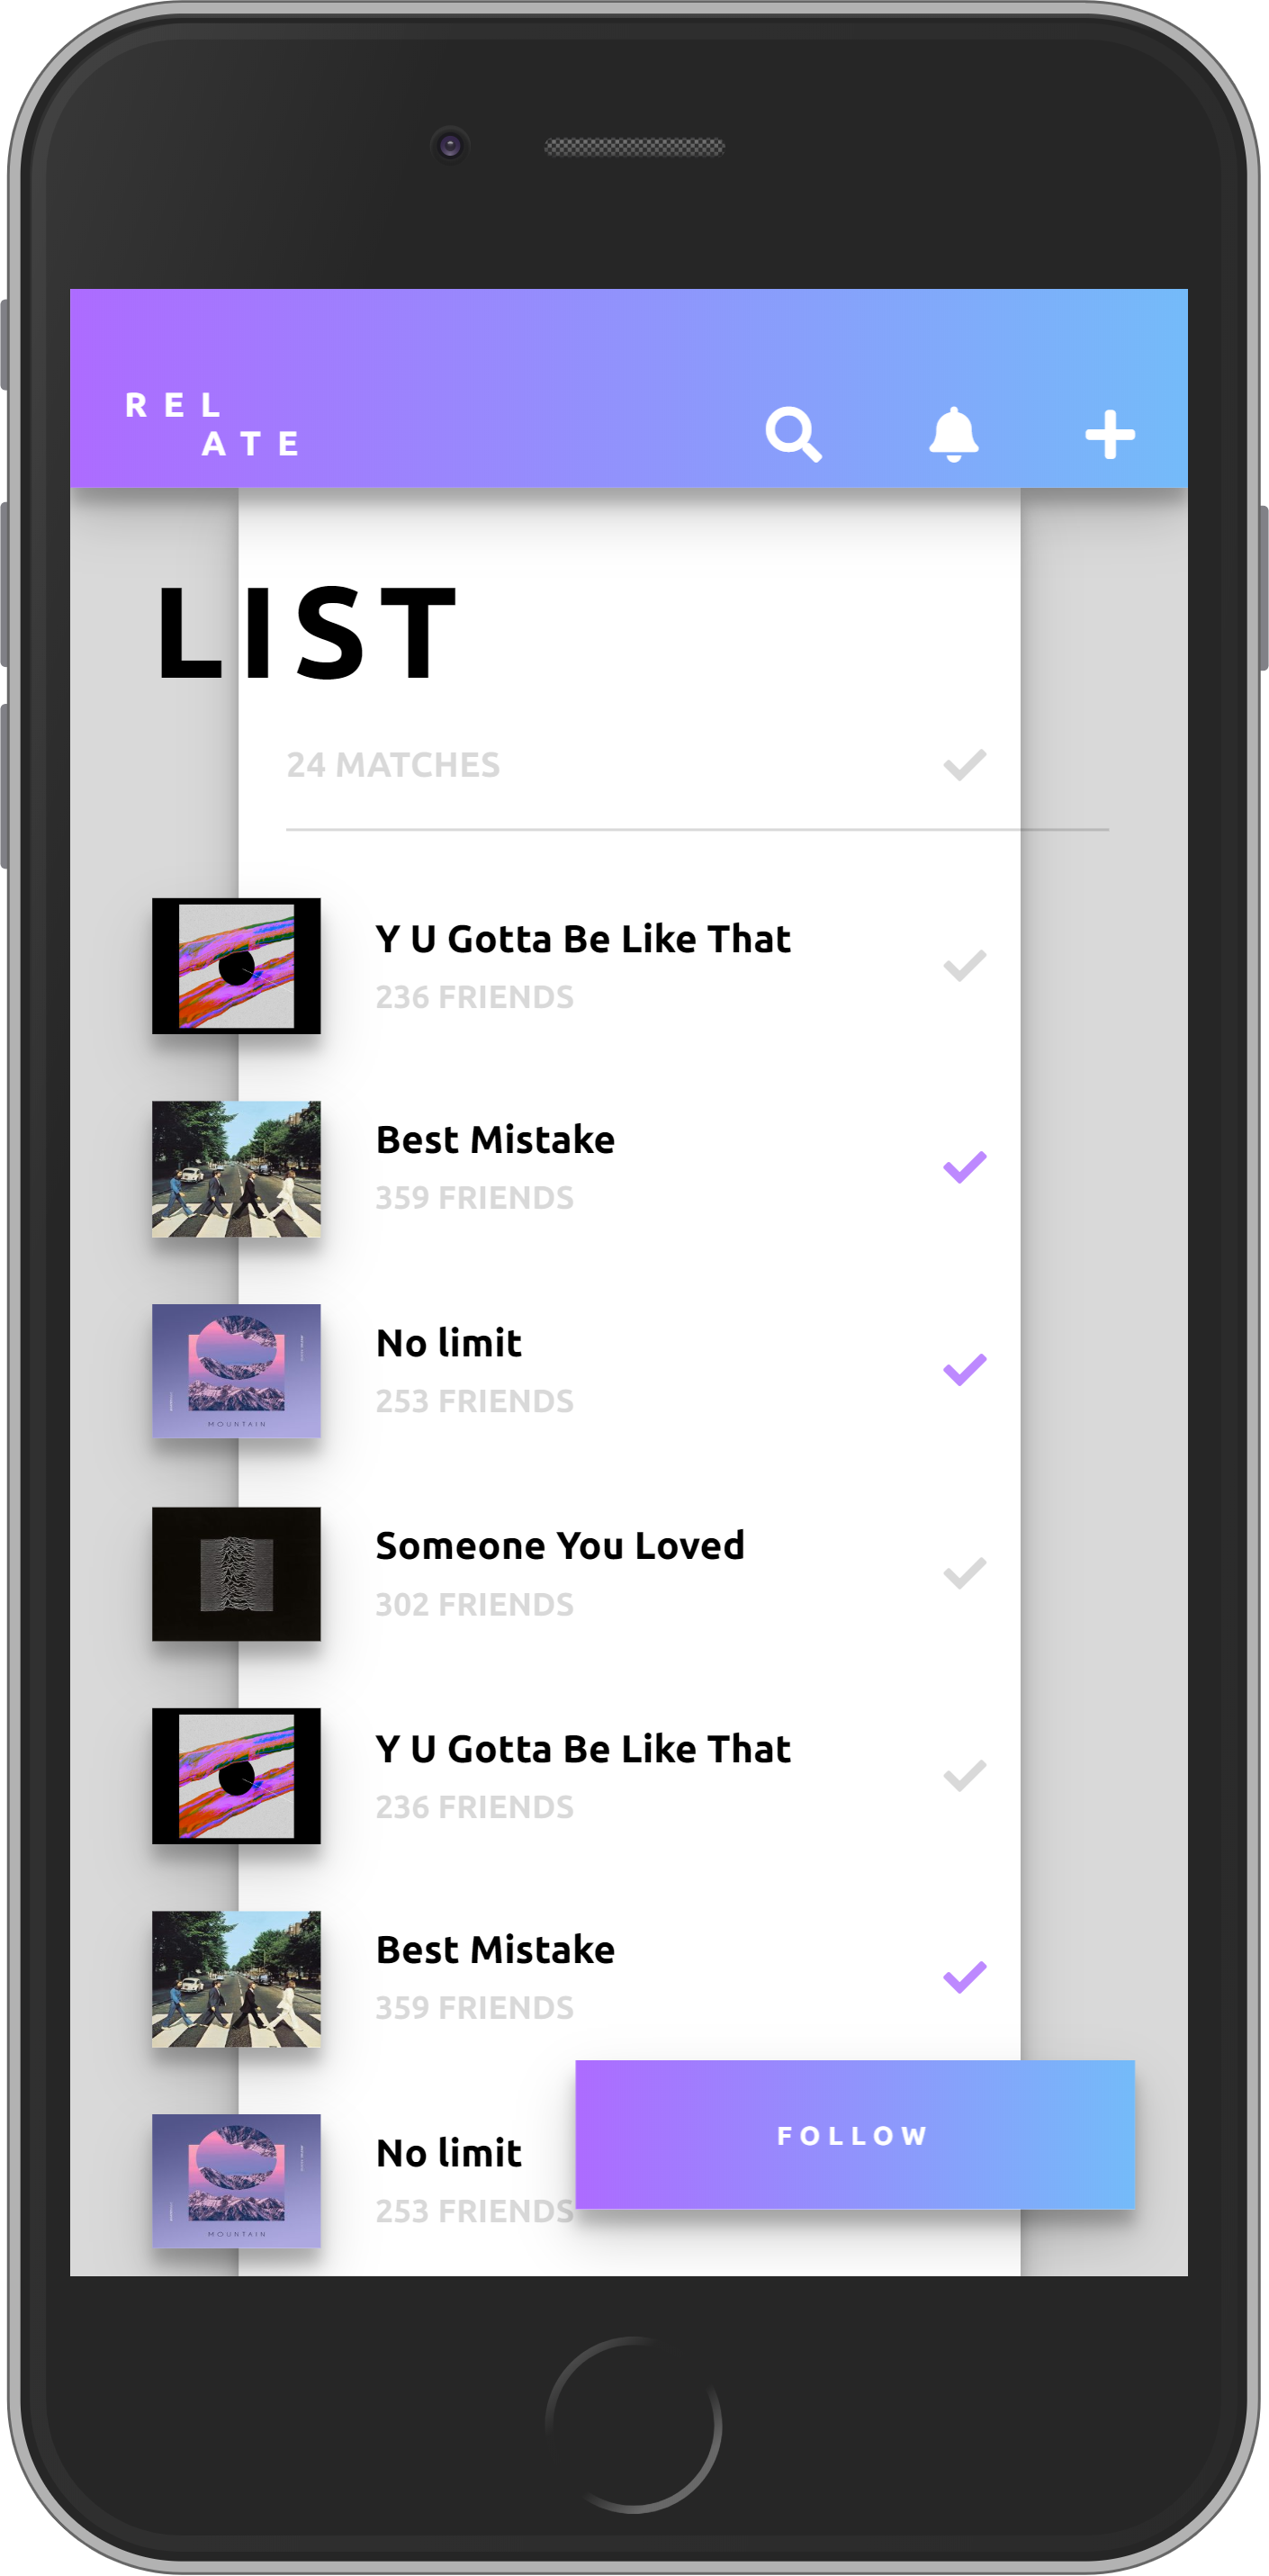 REL
ATE
LIST
24 MATCHES
Y U Gotta Be Like That
236 FRIENDS
Best Mistake
359 FRIENDS
No limit
253 FRIENDS
MOUNTAIN
Someone You Loved
302 FRIENDS
Y U Gotta Be Like That
236 FRIENDS
Best Mistake
359 FRIENDS
No limit
253 FRIENDS
MOUNTAIN
FOLLOW